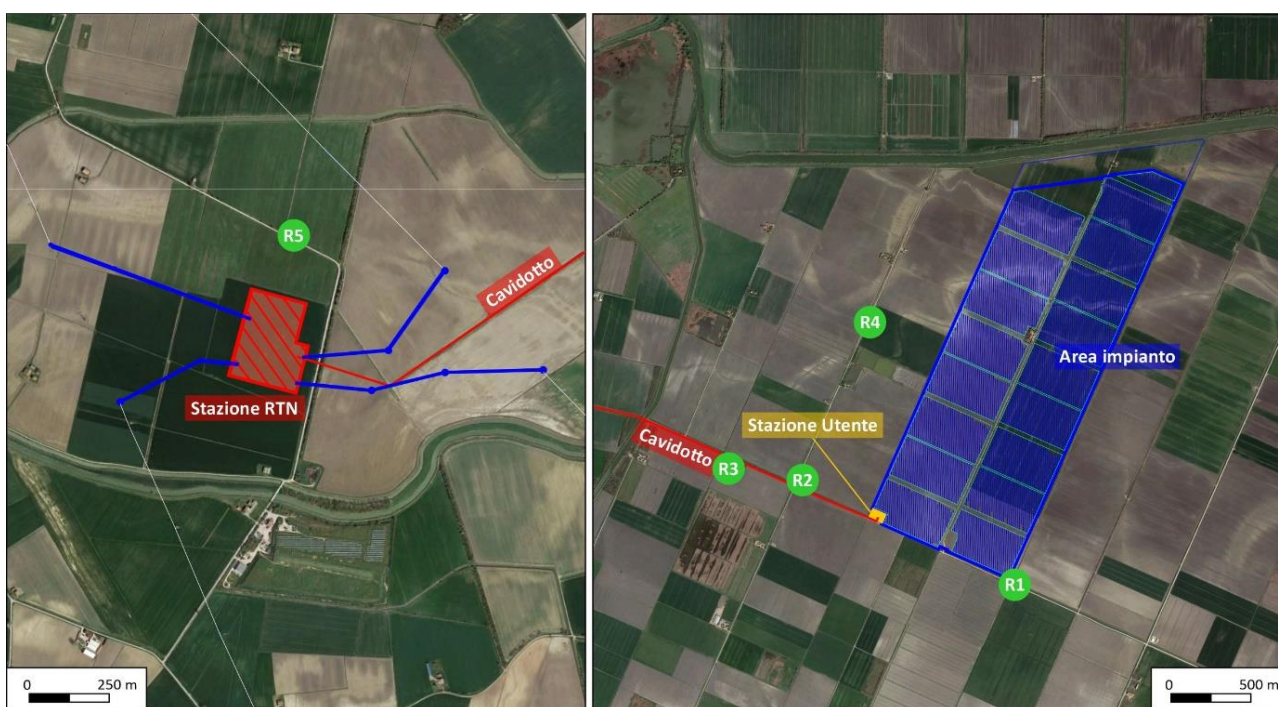 R5
Cavidotto
Stazione RTN
0 250 m
R4
Area impianto
Stazione Utente
Cavidotto
R3
R2
R1
0 500 m